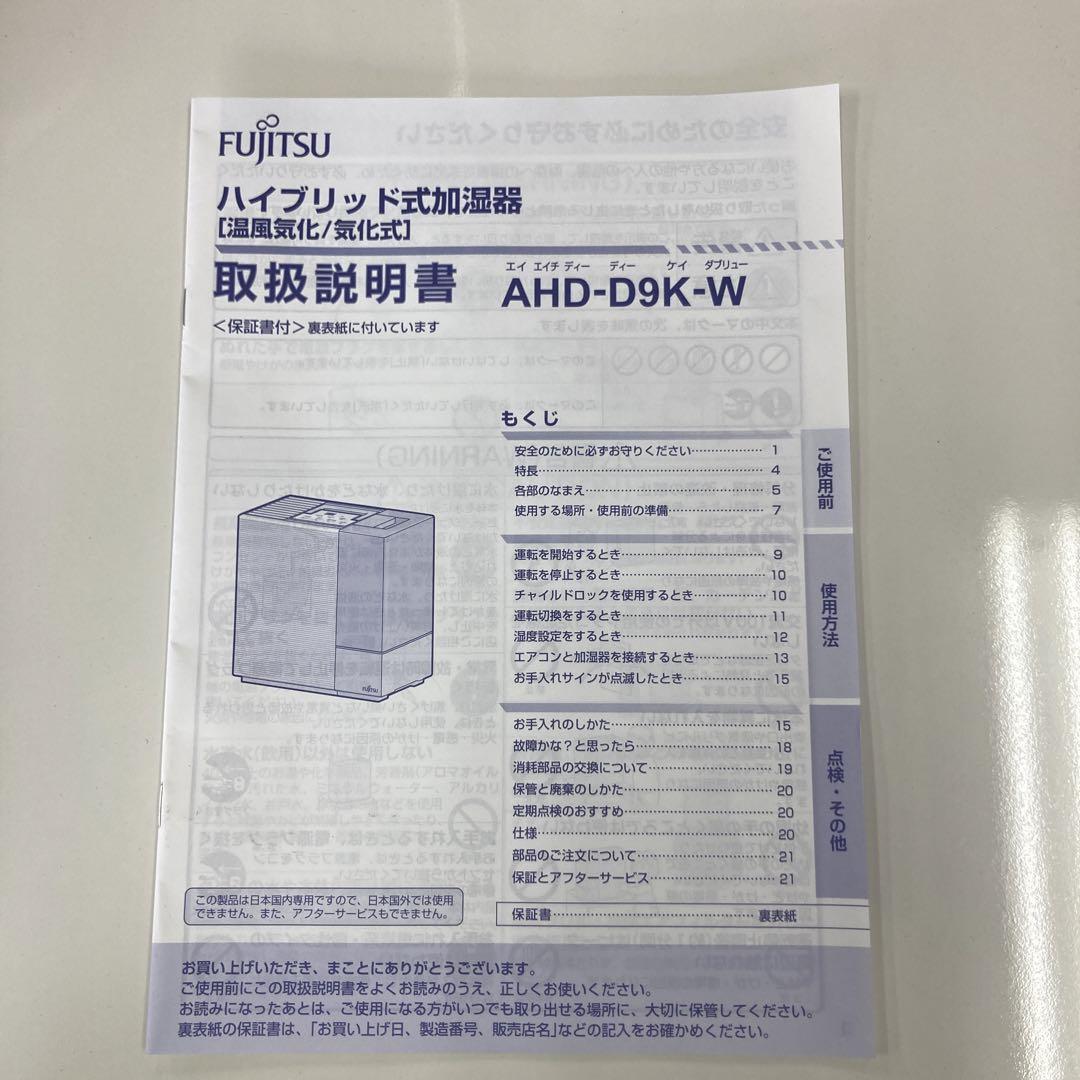 FUJITSU
ハイブリッド式加湿器
[温風気化/気化式]
取扱説明書
エイ エイチ ディー ディー ケイ ダブリュー
AHD-D9K-W
＜保証書付＞裏表紙に付いています
もくじ
安全のために必ずお守りください………………… 1
特長………………………………………………… 4
各部のなまえ……………………………………… 5
使用する場所・使用前の準備…………………… 7
ご使用前
運転を開始するとき……………………………… 9
運転を停止するとき……………………………… 10
チャイルドロックを使用するとき……………… 10
運転切換をするとき……………………………… 11
湿度設定をするとき……………………………… 12
エアコンと加湿器を接続するとき……………… 13
お手入れサインが点滅したとき………………… 15
使用方法
お手入れのしかた………………………………… 15
故障かな？と思ったら…………………………… 18
消耗部品の交換について………………………… 19
保管と廃棄のしかた……………………………… 20
定期点検のおすすめ……………………………… 20
仕様………………………………………………… 20
部品のご注文について…………………………… 21
保証とアフターサービス………………………… 21
点検・その他
保証書……………………………………………… 裏表紙
FUJITSU
この製品は日本国内専用ですので、日本国外では使用
できません。また、アフターサービスもできません。
お買い上げいただき、まことにありがとうございます。
ご使用前にこの取扱説明書をよくお読みのうえ、正しくお使いください。
お読みになったあとは、ご使用になる方がいつでも取り出せる場所に、大切に保管してください。
裏表紙の保証書は、「お買い上げ日、製造番号、販売店名」などの記入をお確かめください。